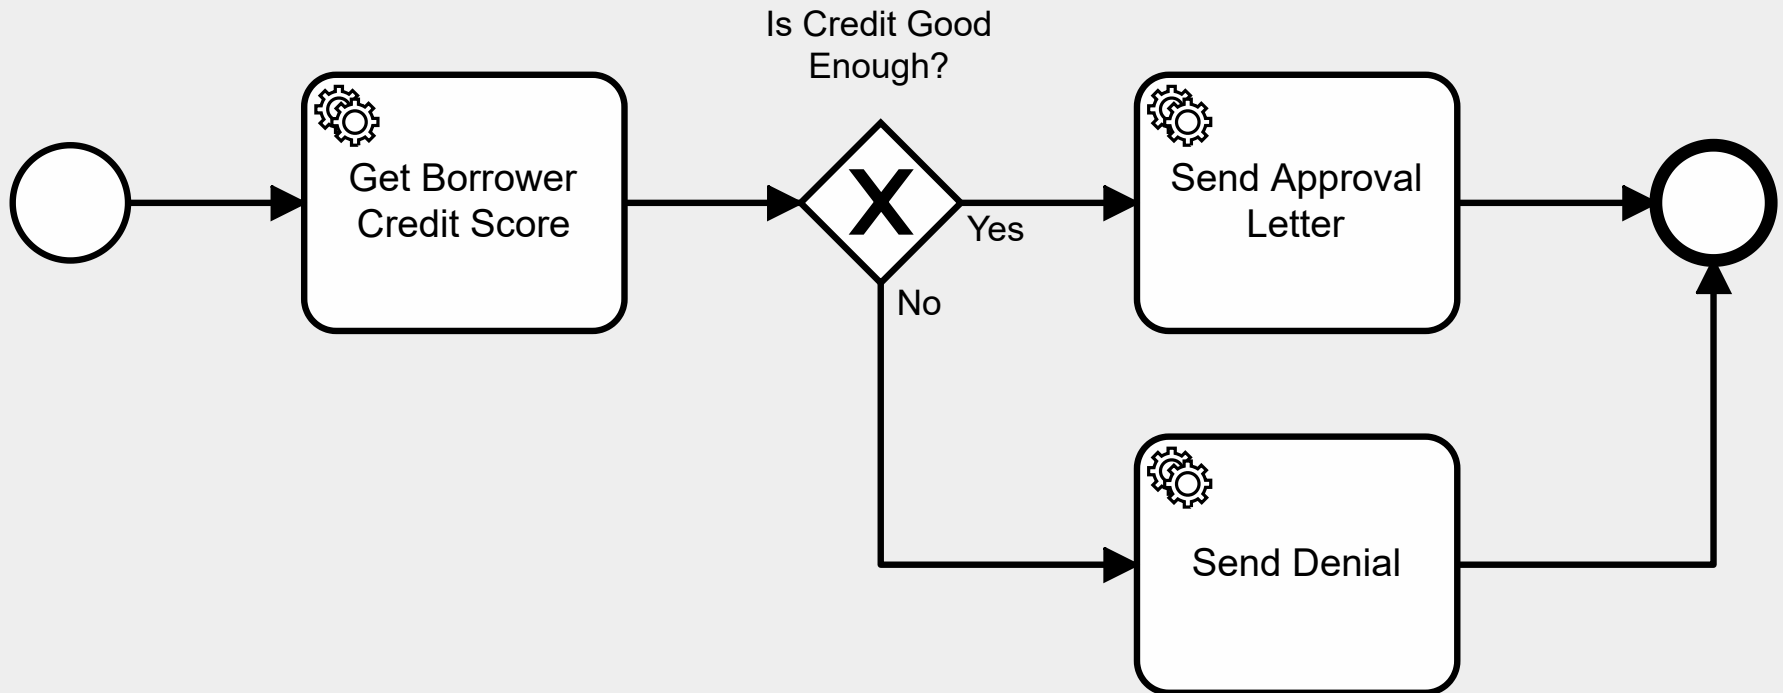 Is Credit Good
Enough?
Get Borrower
Credit Score
X
Yes
No
Send Approval
Letter
Send Denial